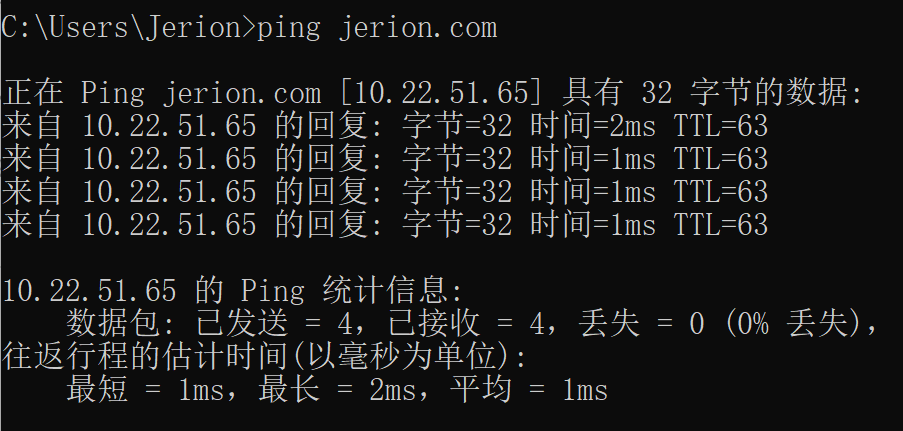 C:\Users\Jerion>ping jerion.com
正在 Ping jerion.com [10.22.51.65] 具有 32 字节的数据:
来自 10.22.51.65 的回复: 字节=32 时间=2ms TTL=63
来自 10.22.51.65 的回复: 字节=32 时间=1ms TTL=63
来自 10.22.51.65 的回复: 字节=32 时间=1ms TTL=63
来自 10.22.51.65 的回复: 字节=32 时间=1ms TTL=63
10.22.51.65 的 Ping 统计信息:
数据包: 已发送 = 4，已接收 = 4，丢失 = 0 (0% 丢失)，
往返行程的估计时间(以毫秒为单位):
最短 = 1ms，最长 = 2ms，平均 = 1ms